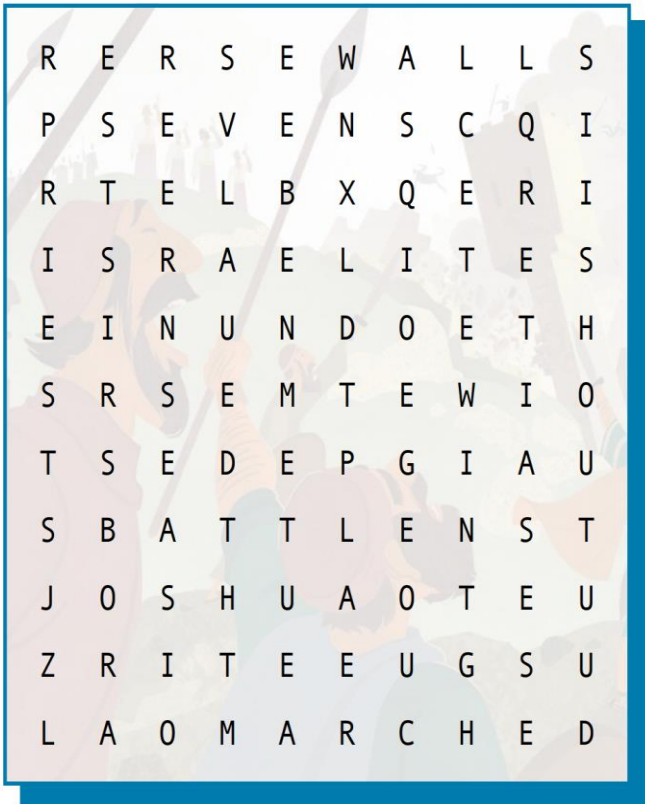 R E R S E W A L L S
P S E V E N S C Q I
R T E L B X Q E R I
I S R A E L I T E S
E I N U N D O E T H
S R S E M T E W I O
T S E D E P G I A U
S B A T T L E N S T
J O S H U A O T E U
Z R I T E E U G S U
L A O M A R C H E D